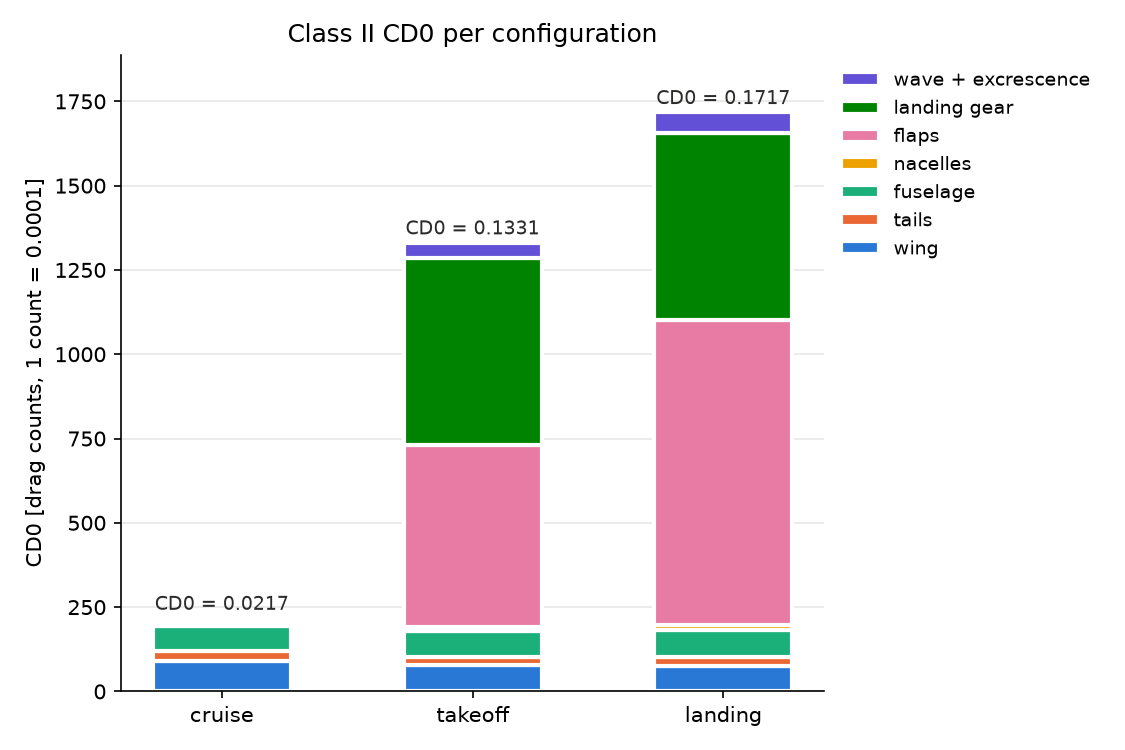 Class II CD0 per configuration
CD0 [drag counts, 1 count = 0.0001]
1750
1500
1250
1000
750
500
250
0
CD0 = 0.0217
CD0 = 0.1331
CD0 = 0.1717
cruise
takeoff
landing
wave + excrescence
landing gear
flaps
nacelles
fuselage
tails
wing